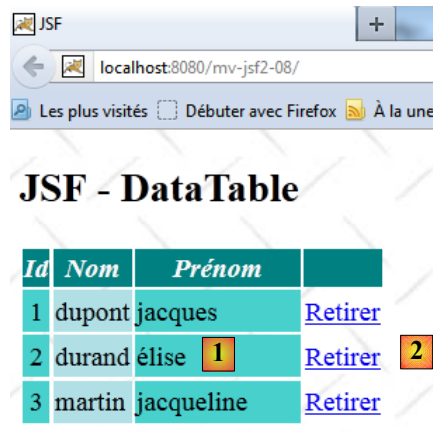 JSF
+
localhost:8080/mv-jsf2-08/
Les plus visités Débuter avec Firefox À la une
JSF - DataTable
Id Nom Prénom
1 dupont jacques Retirer
2 durand élise 1 Retirer 2
3 martin jacqueline Retirer